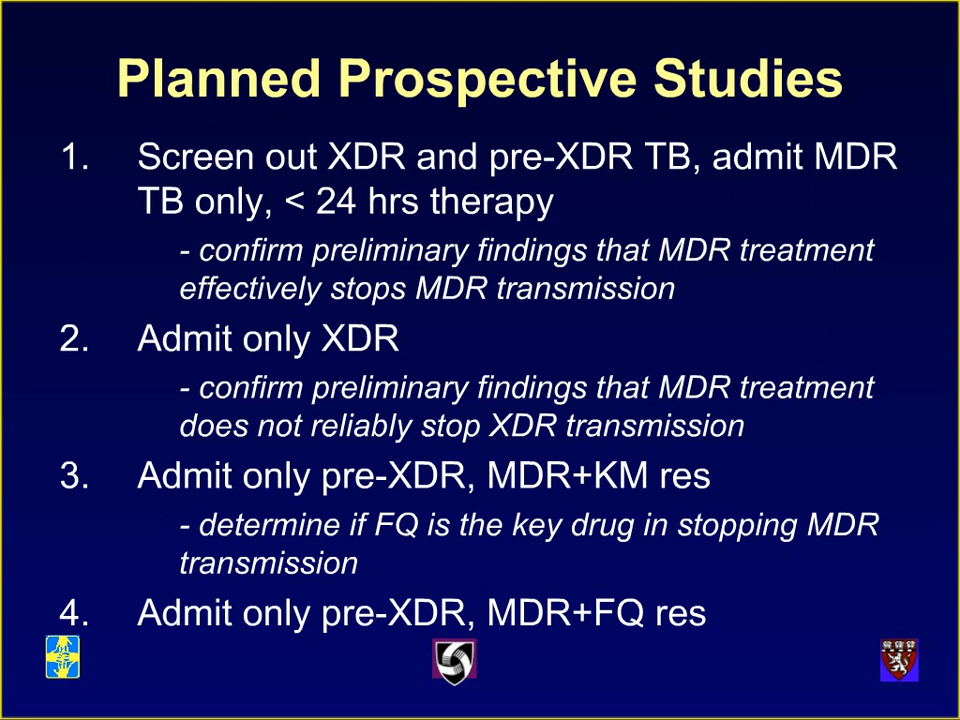 Planned Prospective Studies
1. Screen out XDR and pre-XDR TB, admit MDR
TB only, < 24 hrs therapy
- confirm preliminary findings that MDR treatment
effectively stops MDR transmission
2. Admit only XDR
- confirm preliminary findings that MDR treatment
does not reliably stop XDR transmission
3. Admit only pre-XDR, MDR+KM res
- determine if FQ is the key drug in stopping MDR
transmission
4. Admit only pre-XDR, MDR+FQ res